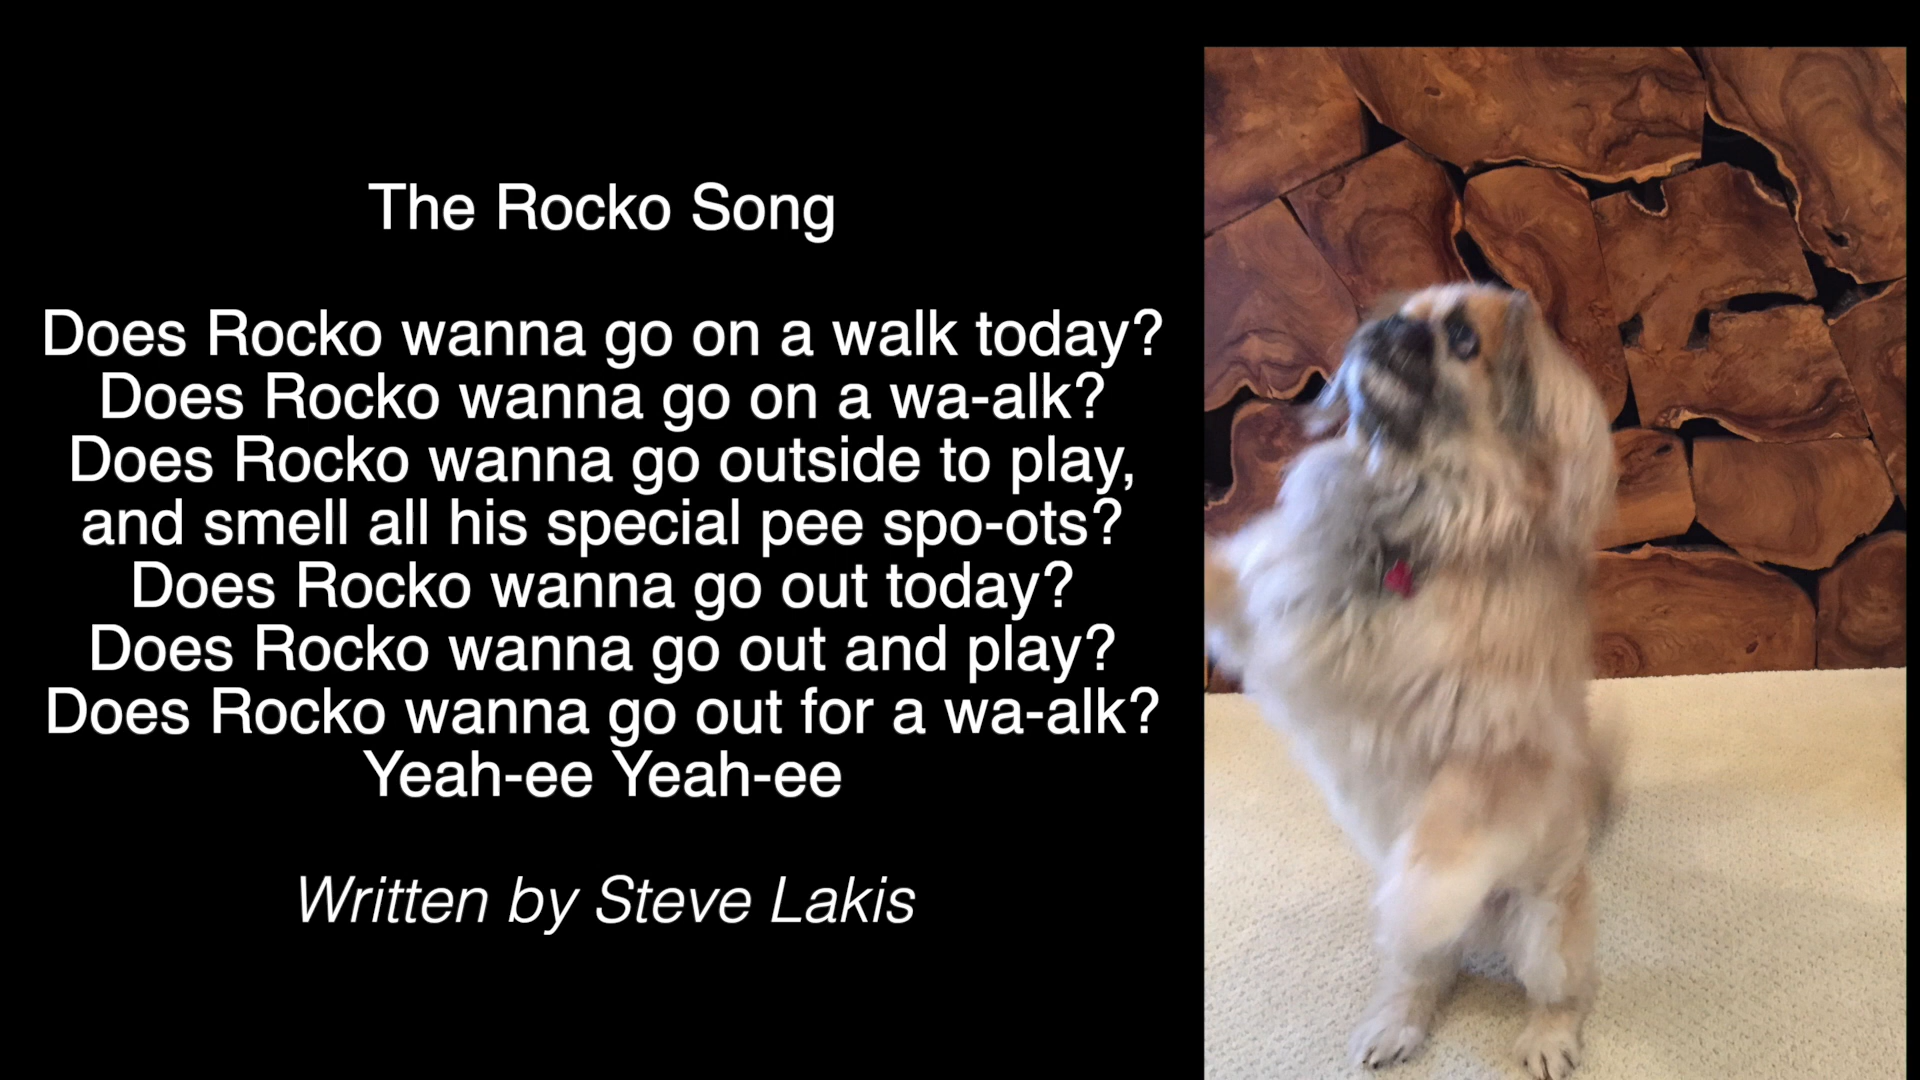 The Rocko Song
Does Rocko wanna go on a walk today?
Does Rocko wanna go on a wa-alk?
Does Rocko wanna go outside to play,
and smell all his special pee spo-ots?
Does Rocko wanna go out today?
Does Rocko wanna go out and play?
Does Rocko wanna go out for a wa-alk?
Yeah-ee Yeah-ee
Written by Steve Lakis